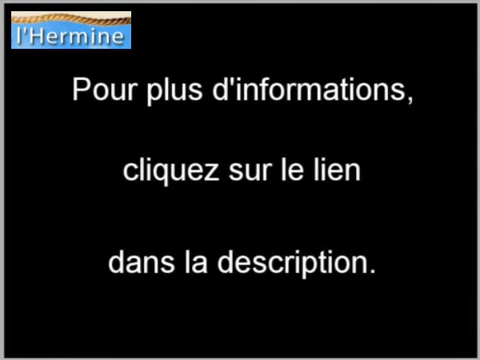 l'Hermine
Pour plus d'informations,
cliquez sur le lien
dans la description.